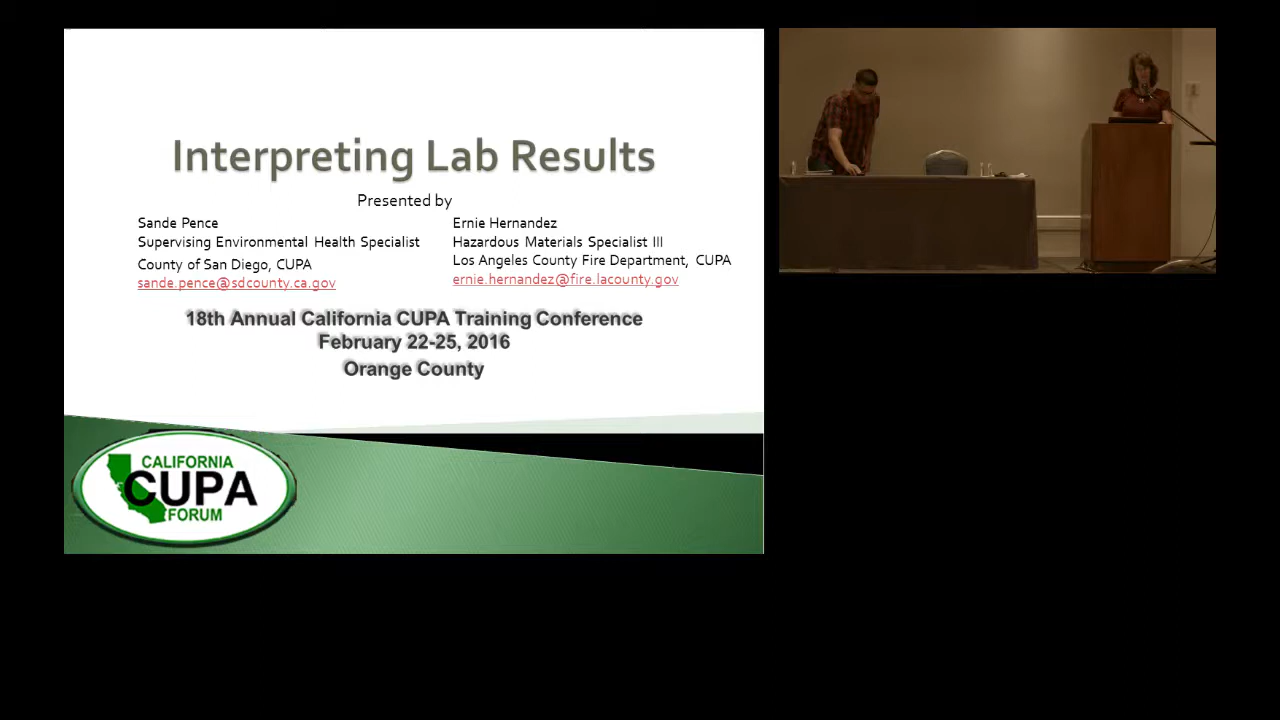 Interpreting Lab Results
Presented by
Sande Pence
Supervising Environmental Health Specialist
County of San Diego, CUPA
sande.pence@sdcounty.ca.gov
Ernie Hernandez
Hazardous Materials Specialist III
Los Angeles County Fire Department, CUPA
ernie.hernandez@fire.lacounty.gov
18th Annual California CUPA Training Conference
February 22-25, 2016
Orange County
CALIFORNIA
CUPA
FORUM